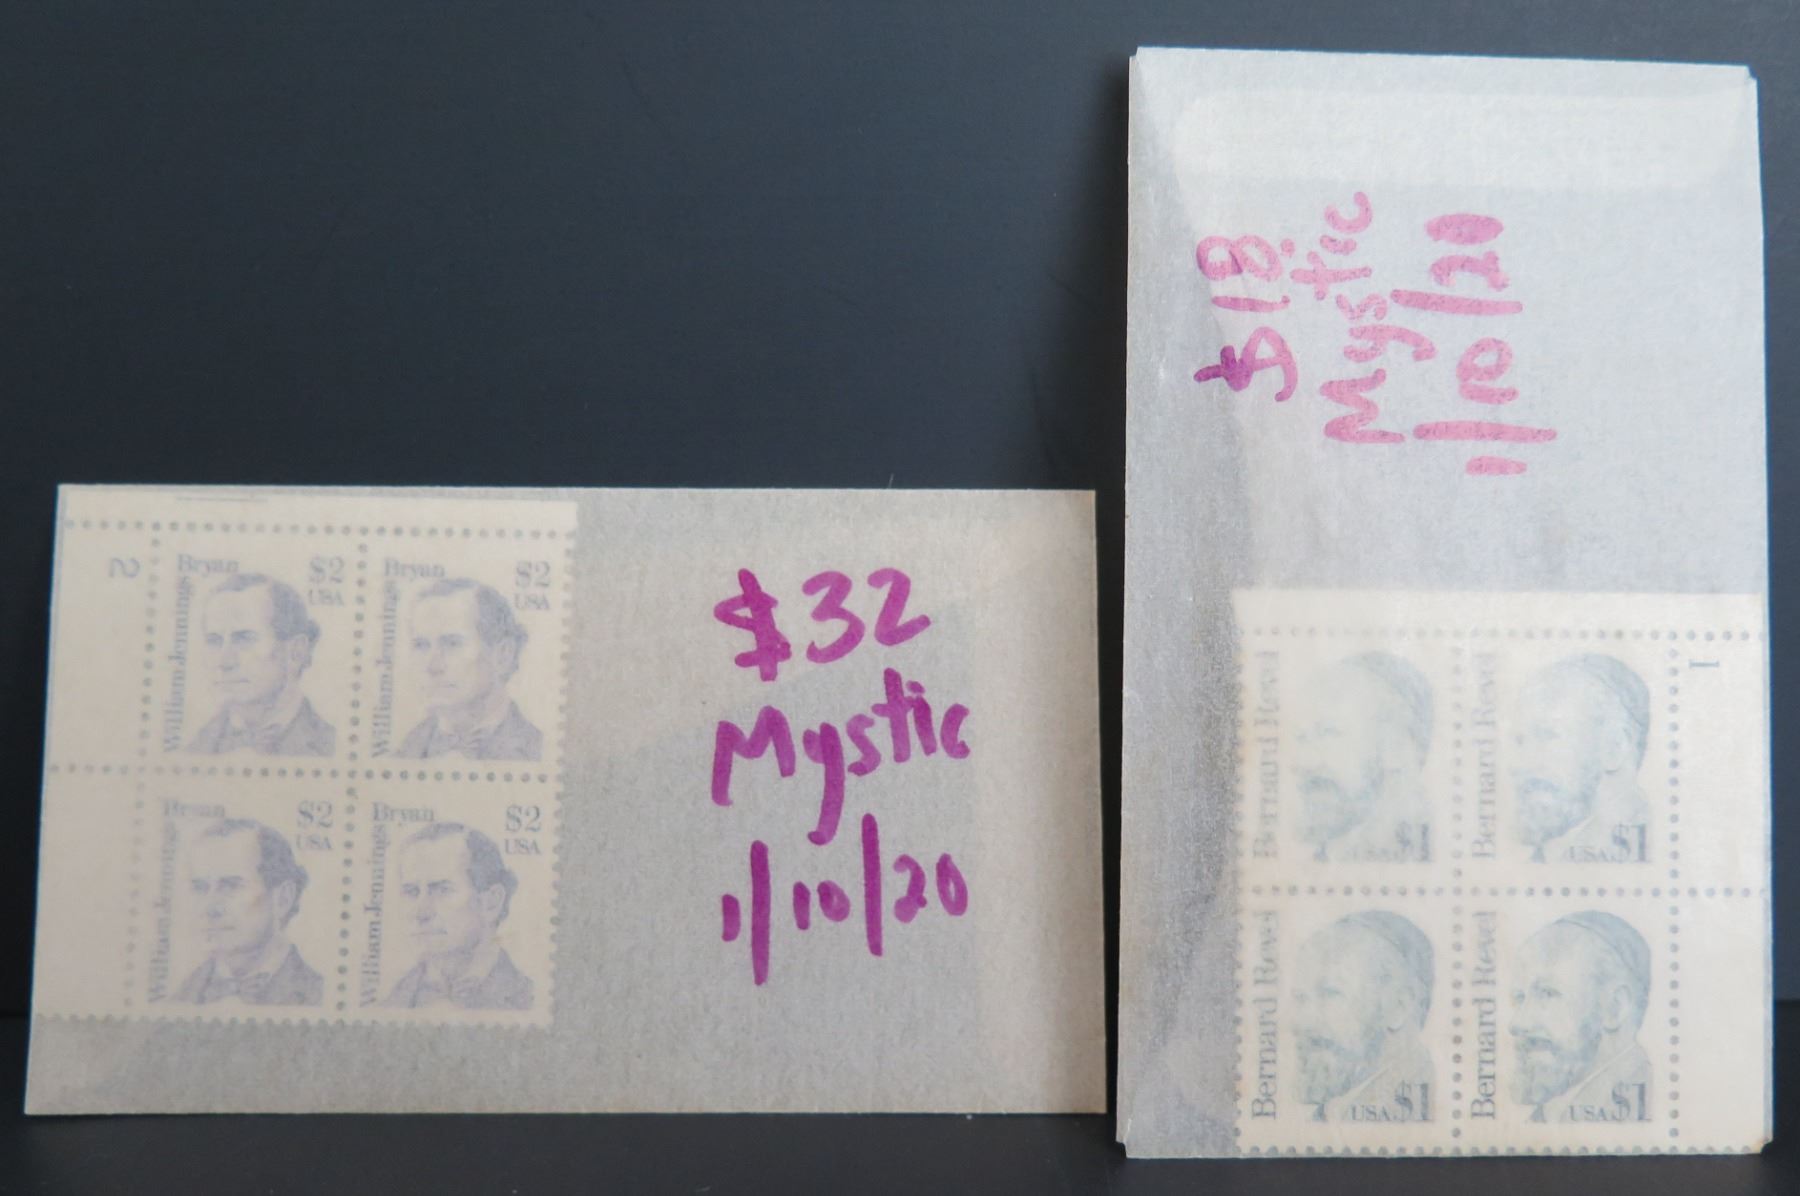 2
William Jennings Bryan
$2
USA
William Jennings Bryan
$2
USA
William Jennings Bryan
$2
USA
William Jennings Bryan
$2
USA
$32
Mystic
1/10/20
$18.
Mystic
1/10/20
1
Bernard Revel
USA $1
Bernard Revel
USA $1
Bernard Revel
USA $1
Bernard Revel
USA $1